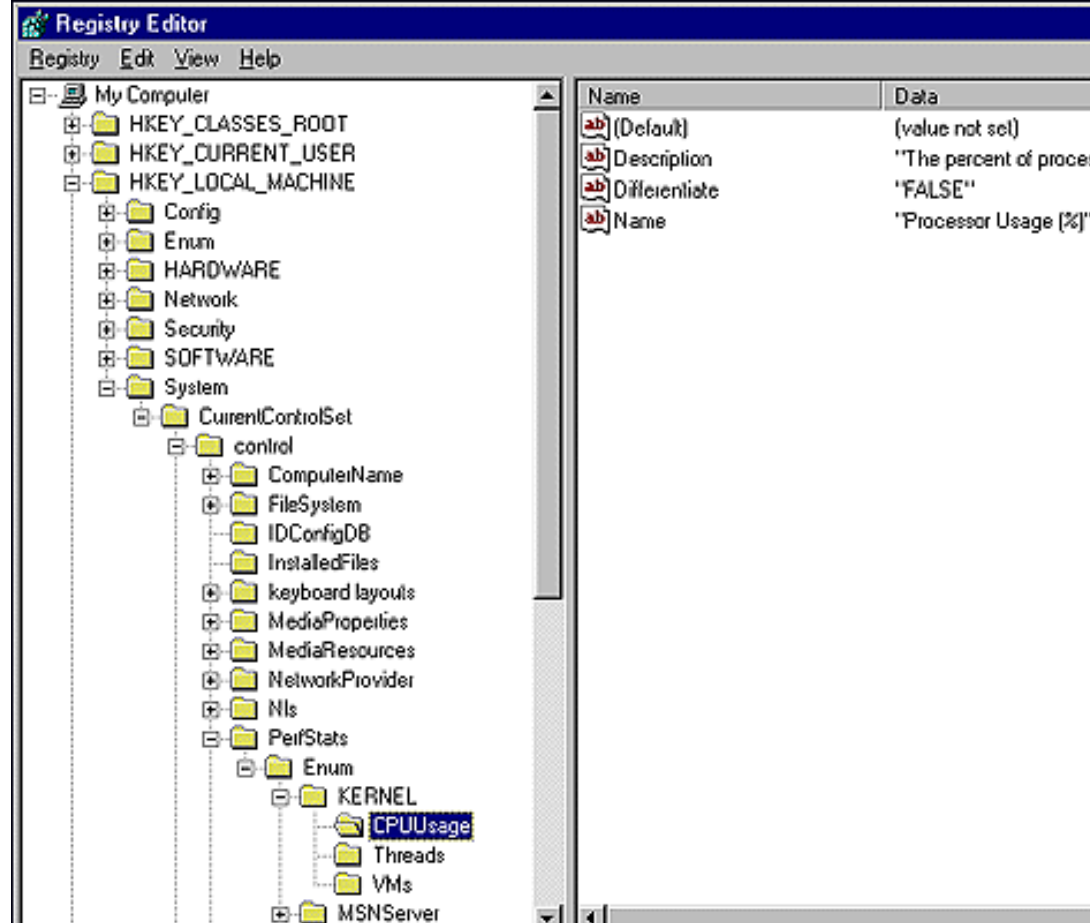 Registry Editor
Registry Edit View Help
My Computer
HKEY_CLASSES_ROOT
HKEY_CURRENT_USER
HKEY_LOCAL_MACHINE
Config
Enum
HARDWARE
Network
Security
SOFTWARE
System
CurrentControlSet
control
ComputerName
FileSystem
IDConfigDB
InstalledFiles
keyboard layouts
MediaProperties
MediaResources
NetworkProvider
Nls
PerfStats
Enum
KERNEL
CPUUsage
Threads
VMs
MSNServer
Name Data
(Default) (value not set)
Description "The percent of proces
Differentiate "FALSE"
Name "Processor Usage (%)"